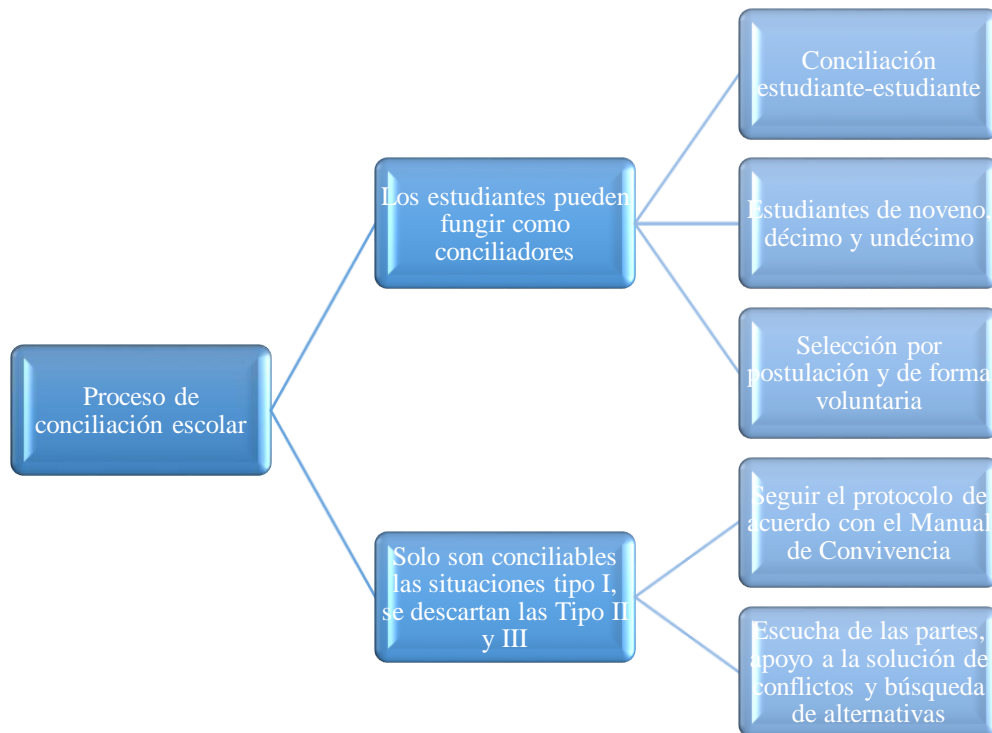 Proceso de
conciliación escolar
Los estudiantes pueden
fungir como
conciliadores
Conciliación
estudiante-estudiante
Estudiantes de noveno,
décimo y undécimo
Selección por
postulación y de forma
voluntaria
Solo son conciliables
las situaciones tipo I,
se descartan las Tipo II
y III
Seguir el protocolo de
acuerdo con el Manual
de Convivencia
Escucha de las partes,
apoyo a la solución de
conflictos y búsqueda
de alternativas